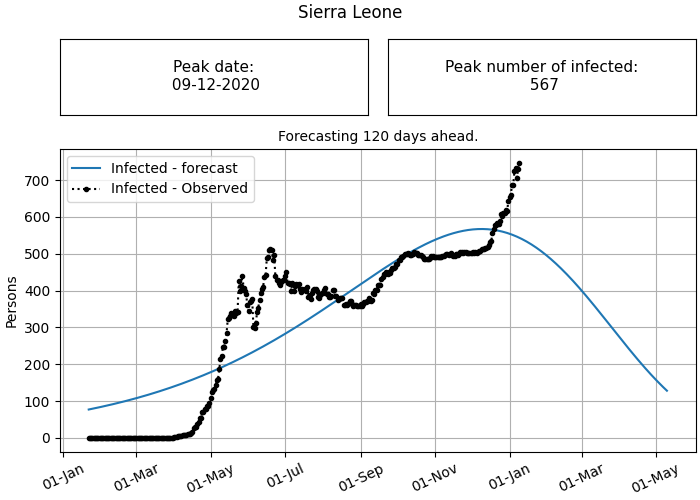 Sierra Leone
Peak date:
09-12-2020
Peak number of infected:
567
Forecasting 120 days ahead.
Infected - forecast
Infected - Observed
Persons
700
600
500
400
300
200
100
0
01-Jan
01-Mar
01-May
01-Jul
01-Sep
01-Nov
01-Jan
01-Mar
01-May